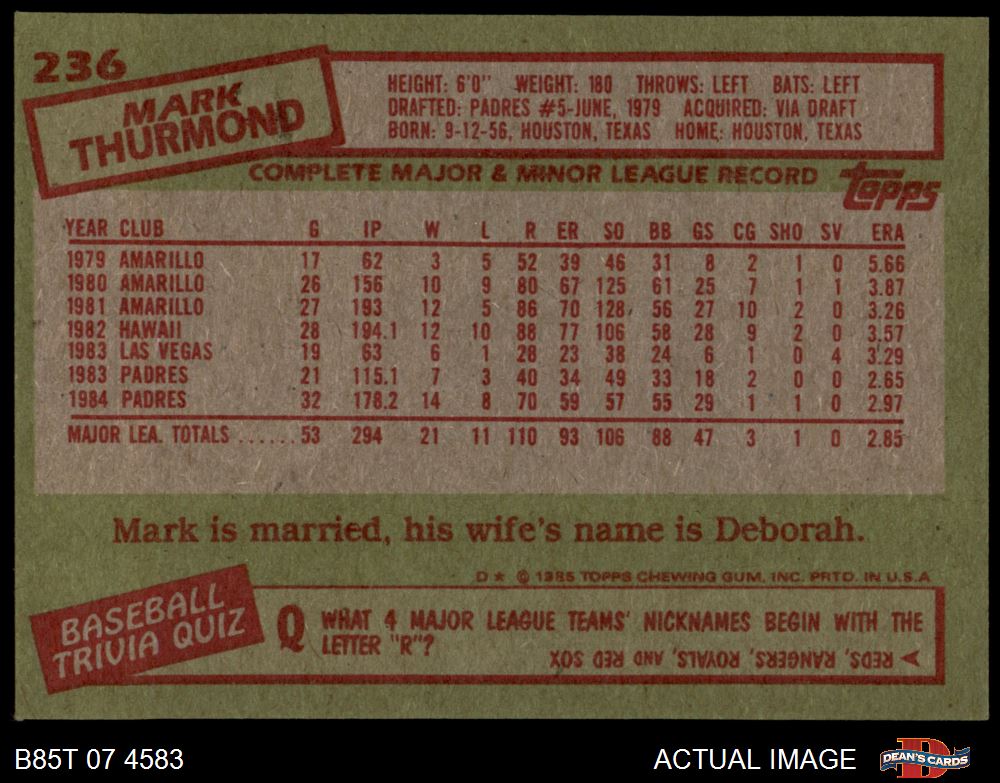 236
MARK
THURMOND
HEIGHT: 6'0" WEIGHT: 180 THROWS: LEFT BATS: LEFT
DRAFTED: PADRES #5-JUNE, 1979 ACQUIRED: VIA DRAFT
BORN: 9-12-56, HOUSTON, TEXAS HOME: HOUSTON, TEXAS
COMPLETE MAJOR & MINOR LEAGUE RECORD
topps
YEAR CLUB G IP W L R ER SO BB GS CG SHO SV ERA
1979 AMARILLO 17 62 3 5 52 39 46 31 8 2 1 0 5.66
1980 AMARILLO 26 156 10 9 80 67 125 61 25 7 1 1 3.87
1981 AMARILLO 27 193 12 5 86 70 128 56 27 10 2 0 3.26
1982 HAWAII 28 194.1 12 10 88 77 106 58 28 9 2 0 3.57
1983 LAS VEGAS 19 63 6 1 28 23 38 24 6 1 0 4 3.29
1983 PADRES 21 115.1 7 3 40 34 49 33 18 2 0 0 2.65
1984 PADRES 32 178.2 14 8 70 59 57 55 29 1 1 0 2.97
MAJOR LEA. TOTALS ...... 53 294 21 11 110 93 106 88 47 3 1 0 2.85
Mark is married, his wife's name is Deborah.
D * © 1985 TOPPS CHEWING GUM, INC. PRTD. IN U.S.A.
BASEBALL
TRIVIA QUIZ
Q WHAT 4 MAJOR LEAGUE TEAMS' NICKNAMES BEGIN WITH THE
LETTER "R"?
REDS, RANGERS, ROYALS, AND RED SOX
B85T 07 4583
ACTUAL IMAGE
D
DEAN'S CARDS